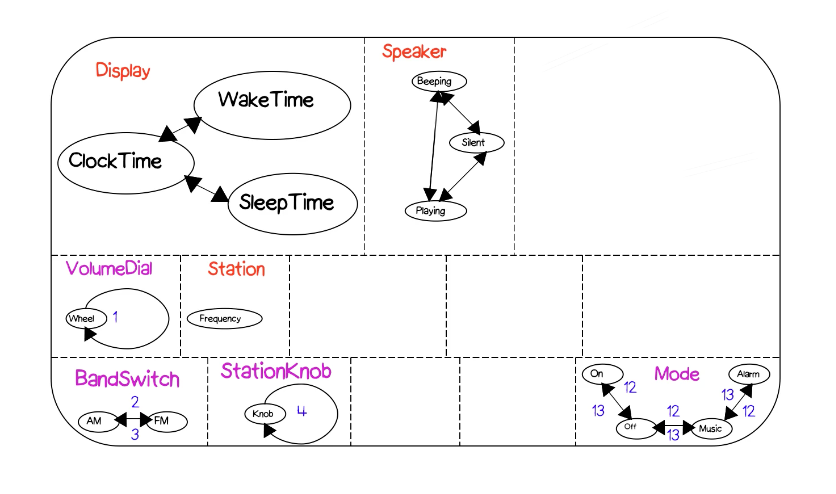 Display
WakeTime
ClockTime
SleepTime
Speaker
Beeping
Silent
Playing
VolumeDial
Wheel
1
Station
Frequency
BandSwitch
2
AM
FM
3
StationKnob
Knob
4
Mode
On
Alarm
12
13
13
12
12
Off
Music
13